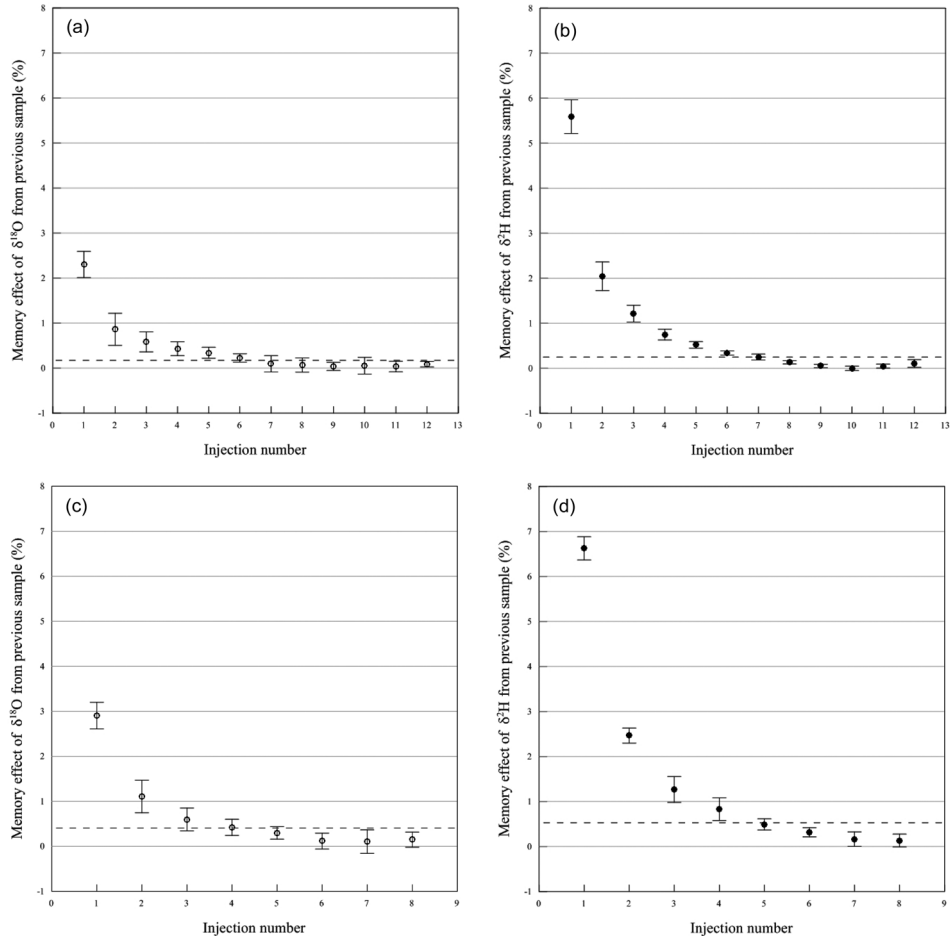 (a)
Memory effect of δ¹⁸O from previous sample (%)
8
7
6
5
4
3
2
1
0
-1
0 1 2 3 4 5 6 7 8 9 10 11 12 13
Injection number
(b)
Memory effect of δ²H from previous sample (%)
8
7
6
5
4
3
2
1
0
-1
0 1 2 3 4 5 6 7 8 9 10 11 12 13
Injection number
(c)
Memory effect of δ¹⁸O from previous sample (%)
8
7
6
5
4
3
2
1
0
-1
0 1 2 3 4 5 6 7 8 9
Injection number
(d)
Memory effect of δ²H from previous sample (%)
8
7
6
5
4
3
2
1
0
-1
0 1 2 3 4 5 6 7 8 9
Injection number